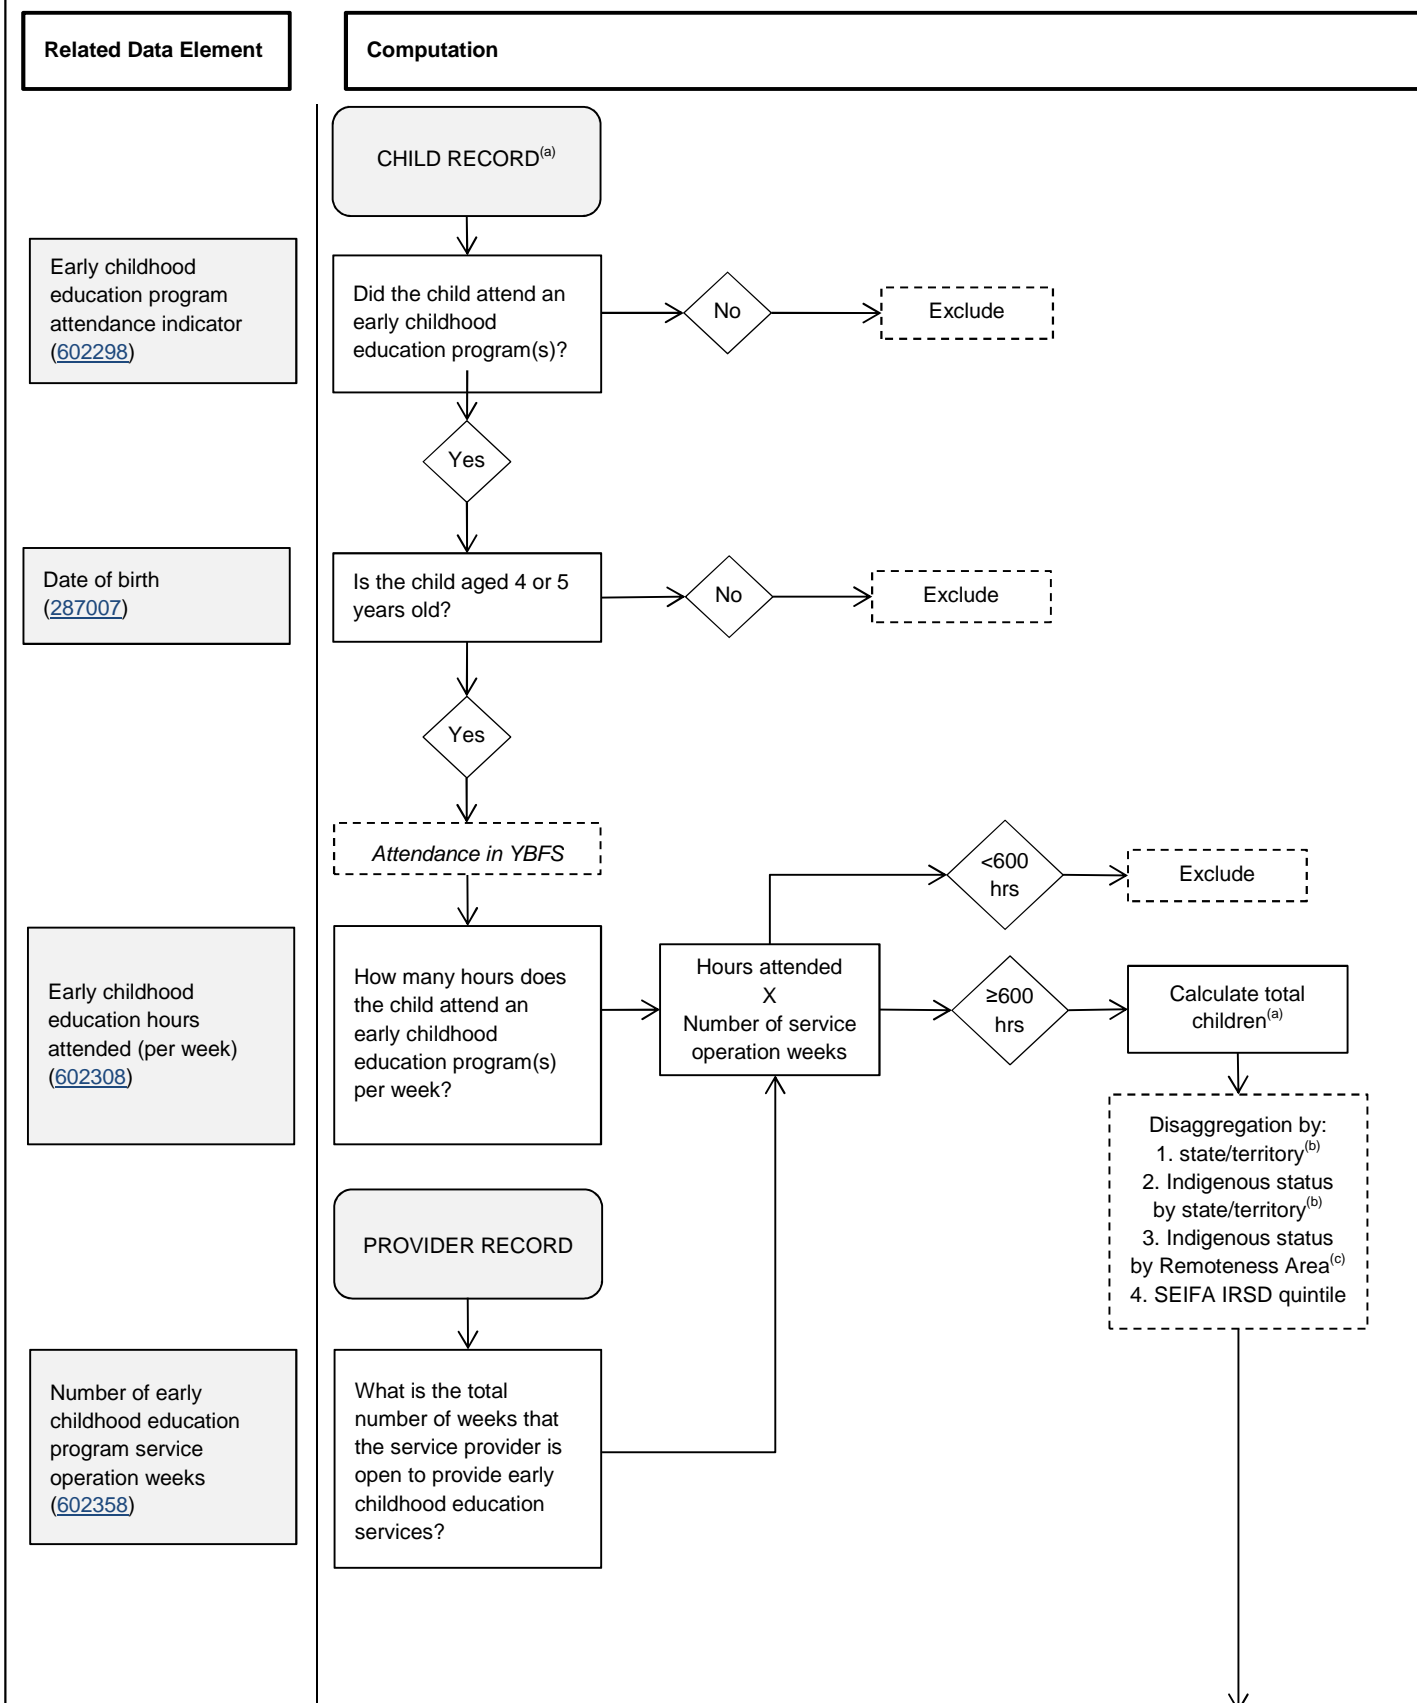 Related Data Element
Computation
CHILD RECORD(a)
Early childhood
education program
attendance indicator
(602298)
Did the child attend an
early childhood
education program(s)?
No
Exclude
Yes
Date of birth
(287007)
Is the child aged 4 or 5
years old?
No
Exclude
Yes
Attendance in YBFS
<600
hrs
Exclude
Early childhood
education hours
attended (per week)
(602308)
How many hours does
the child attend an
early childhood
education program(s)
per week?
Hours attended
X
Number of service
operation weeks
≥600
hrs
Calculate total
children(a)
Disaggregation by:
1. state/territory(b)
2. Indigenous status
by state/territory(b)
3. Indigenous status
by Remoteness Area(c)
4. SEIFA IRSD quintile
PROVIDER RECORD
Number of early
childhood education
program service
operation weeks
(602358)
What is the total
number of weeks that
the service provider is
open to provide early
childhood education
services?